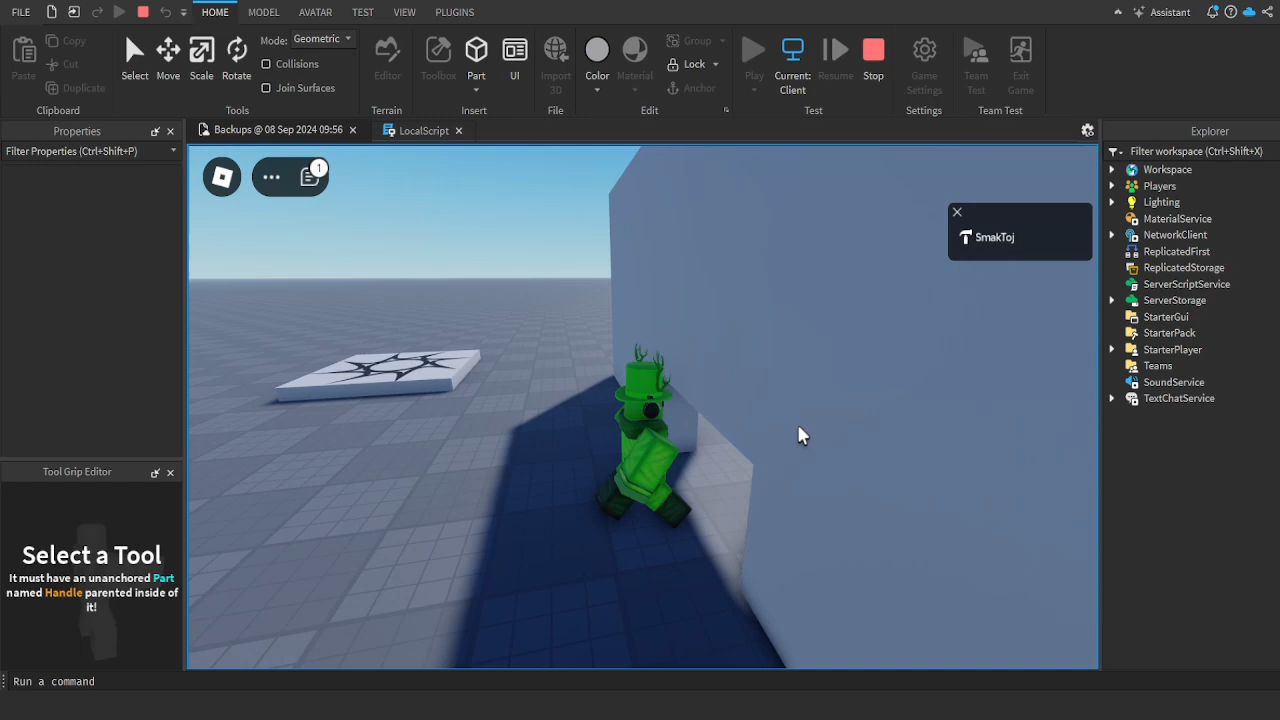 FILE HOME MODEL AVATAR TEST VIEW PLUGINS Assistant
Paste Copy Cut Duplicate
Select Move Scale Rotate
Mode: Geometric
Collisions
Join Surfaces
Editor
Toolbox Part UI
Import 3D
Color Material
Group
Lock
Anchor
Play Current: Client Resume Stop
Game Settings
Team Test
Exit Game
Clipboard Tools Terrain Insert File Edit Test Settings Team Test
Properties
Filter Properties (Ctrl+Shift+P)
Backups @ 08 Sep 2024 09:56
LocalScript
1
SmakToj
Tool Grip Editor
Select a Tool
It must have an unanchored Part
named Handle parented inside of
it!
Explorer
Filter workspace (Ctrl+Shift+X)
Workspace
Players
Lighting
MaterialService
NetworkClient
ReplicatedFirst
ReplicatedStorage
ServerScriptService
ServerStorage
StarterGui
StarterPack
StarterPlayer
Teams
SoundService
TextChatService
Run a command